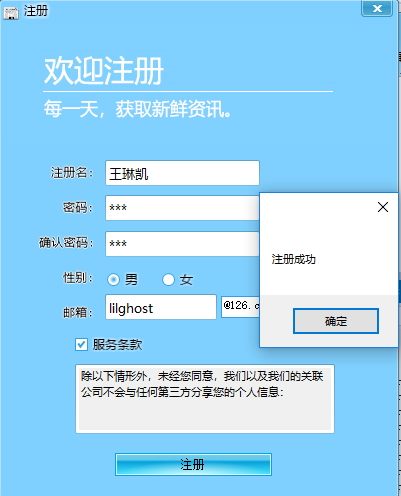 注册
欢迎注册
每一天，获取新鲜资讯。
注册名： 王琳凯
密码： ***
确认密码： ***
性别： 男 女
邮箱： lilghost @126.
服务条款
除以下情形外，未经您同意，我们以及我们的关联
公司不会与任何第三方分享您的个人信息：
注册
注册成功
确定